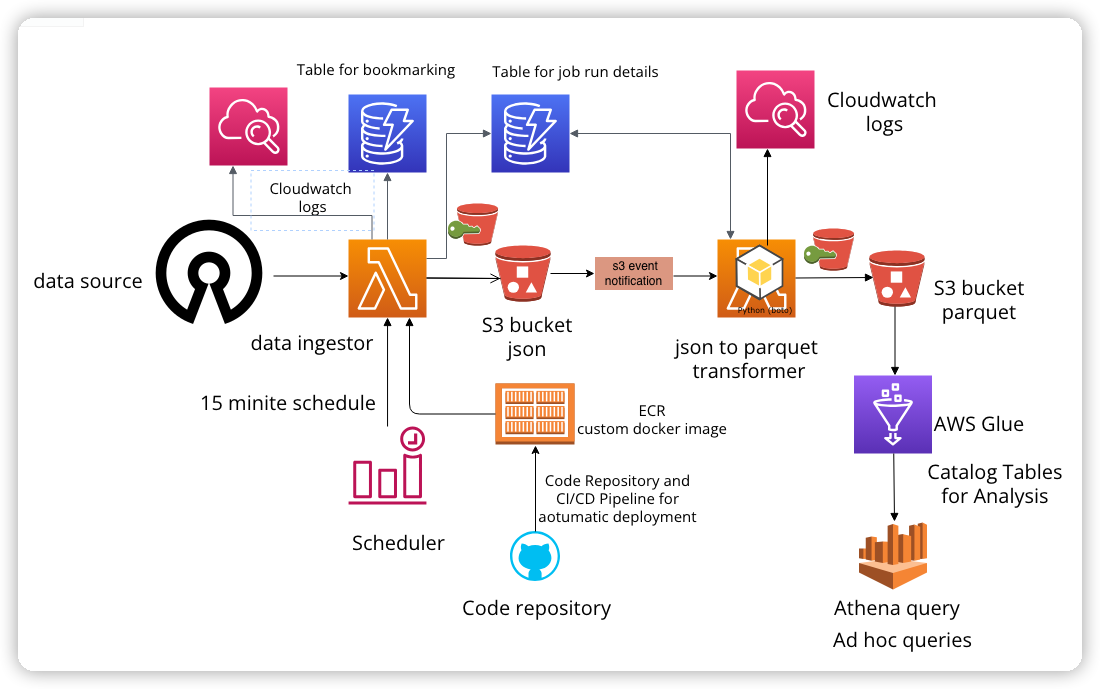 Table for bookmarking
Table for job run details
Cloudwatch
logs
Cloudwatch
logs
data source
s3 event
notification
Python (boto)
S3 bucket
parquet
data ingestor
S3 bucket
json
json to parquet
transformer
15 minite schedule
ECR
custom docker image
AWS Glue
Catalog Tables
for Analysis
Code Repository and
CI/CD Pipeline for
aotumatic deployment
Scheduler
Code repository
Athena query
Ad hoc queries